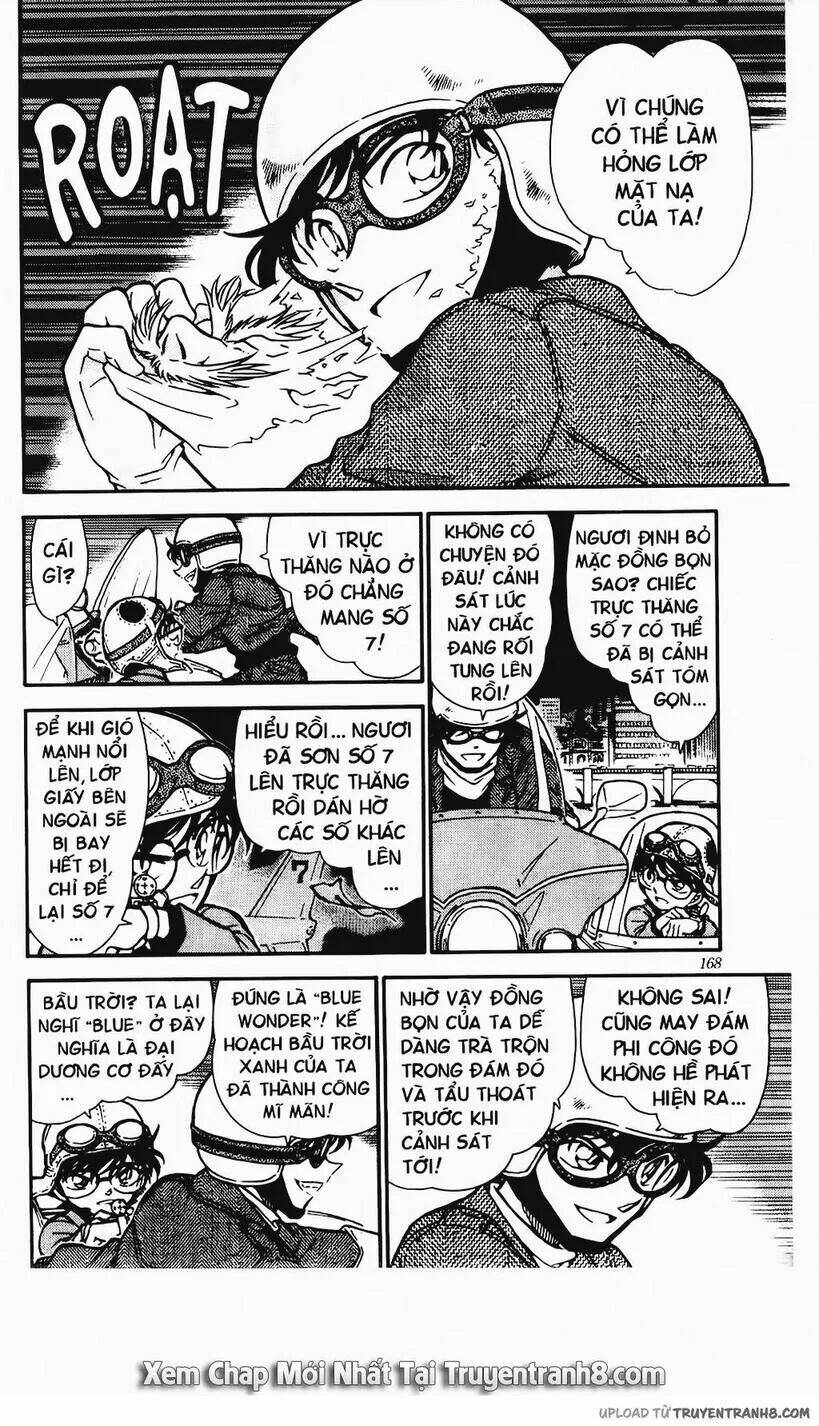 VÌ CHÚNG
CÓ THỂ LÀM
HỎNG LỚP
MẶT NẠ
CỦA TA!
ROẠT
NGƯƠI ĐỊNH BỎ
MẶC ĐỒNG BỌN
SAO? CHIẾC
TRỰC THĂNG
SỐ 7 CÓ THỂ
ĐÃ BỊ CẢNH
SÁT TÓM
GỌN...
KHÔNG CÓ
CHUYỆN ĐÓ
ĐÂU! CẢNH
SÁT LÚC
NÀY CHẮC
ĐANG RỐI
TUNG LÊN
RỒI!
VÌ TRỰC
THĂNG NÀO Ở
ĐÓ CHẲNG
MANG SỐ
7!
CÁI
GÌ?
HIỂU RỒI... NGƯƠI
ĐÃ SƠN SỐ 7
LÊN TRỰC THĂNG
RỒI DÁN HỜ
CÁC SỐ KHÁC
LÊN
...
7
ĐỂ KHI GIÓ
MẠNH NỔI
LÊN, LỚP
GIẤY BÊN
NGOÀI SẼ
BỊ BAY
HẾT ĐI,
CHỈ ĐỂ
LẠI SỐ 7
...
168
KHÔNG SAI!
CŨNG MAY ĐÁM
PHI CÔNG ĐÓ
KHÔNG HỀ PHÁT
HIỆN RA...
NHỜ VẬY ĐỒNG
BỌN CỦA TA DỄ
DÀNG TRÀ TRỘN
TRONG ĐÁM ĐÓ
VÀ TẨU THOÁT
TRƯỚC KHI
CẢNH SÁT
TỚI!
ĐÚNG LÀ "BLUE
WONDER"! KẾ
HOẠCH BẦU TRỜI
XANH CỦA TA
ĐÃ THÀNH CÔNG
MĨ MÃN!
BẦU TRỜI? TA LẠI
NGHĨ "BLUE" Ở ĐÂY
NGHĨA LÀ ĐẠI
DƯƠNG CƠ ĐẤY
...
Xem Chap Mới Nhất Tại Truyentranh8.com
UPLOAD TỪ TRUYENTRANH8.COM